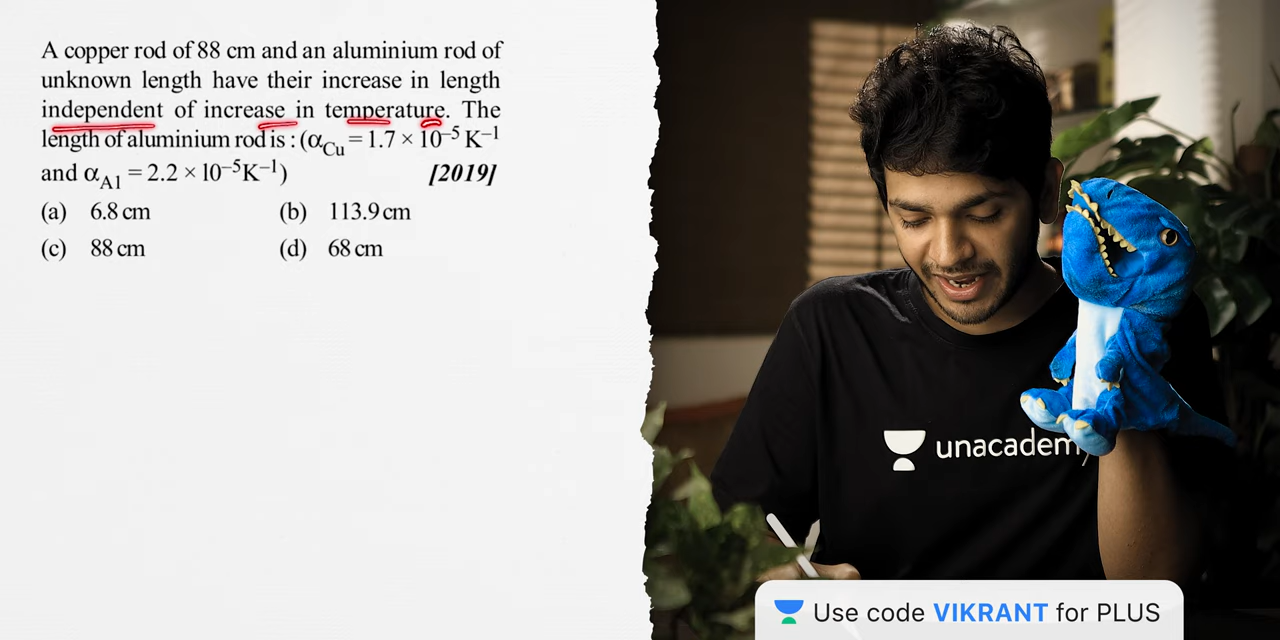 A copper rod of 88 cm and an aluminium rod of
unknown length have their increase in length
independent of increase in temperature. The
length of aluminium rod is : (αCu = 1.7 × 10⁻⁵ K⁻¹
and αAl = 2.2 × 10⁻⁵K⁻¹) [2019]
(a) 6.8 cm (b) 113.9 cm
(c) 88 cm (d) 68 cm
unacadem
Use code VIKRANT for PLUS